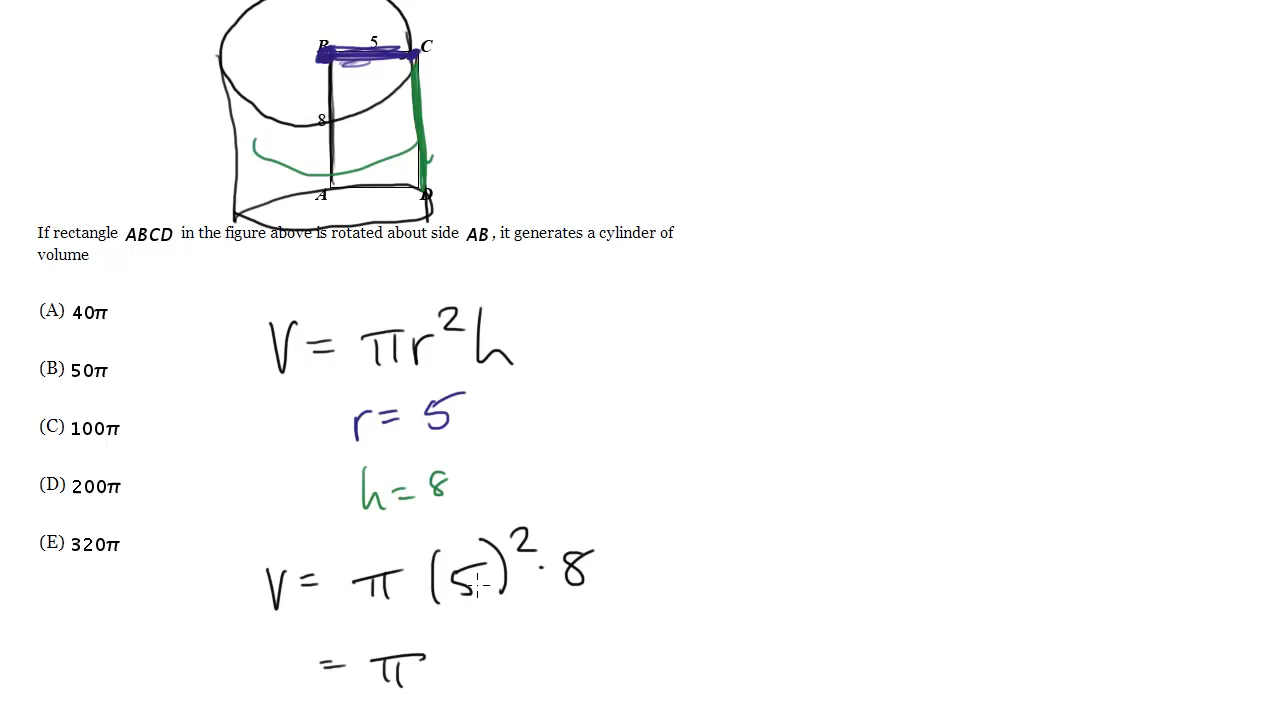 B 5 C
8
A D
If rectangle ABCD in the figure above is rotated about side AB, it generates a cylinder of
volume
(A) 40π
V = πr²h
(B) 50π
r = 5
(C) 100π
h = 8
(D) 200π
(E) 320π
V = π (5)² · 8
= π